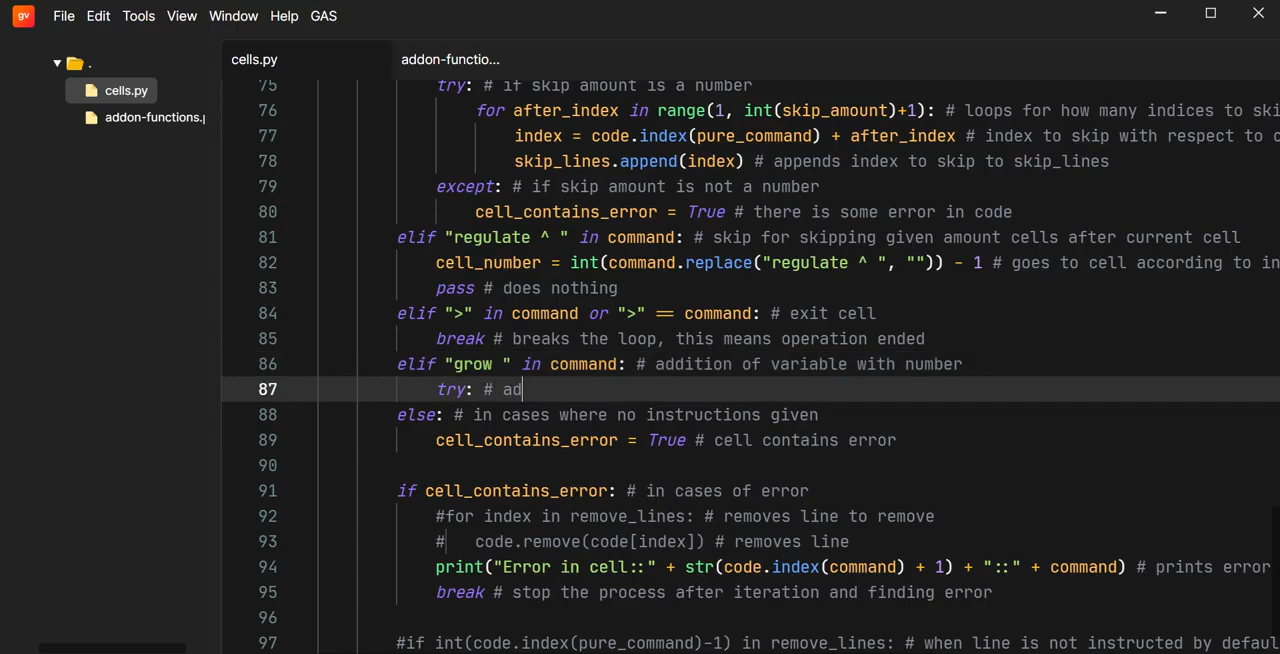 gv File Edit Tools View Window Help GAS
.
cells.py
addon-functions.p
cells.py addon-functio...
75 try: # if skip amount is a number
76 for after_index in range(1, int(skip_amount)+1): # loops for how many indices to ski
77 index = code.index(pure_command) + after_index # index to skip with respect to c
78 skip_lines.append(index) # appends index to skip to skip_lines
79 except: # if skip amount is not a number
80 cell_contains_error = True # there is some error in code
81 elif "regulate ^ " in command: # skip for skipping given amount cells after current cell
82 cell_number = int(command.replace("regulate ^ ", "")) - 1 # goes to cell according to in
83 pass # does nothing
84 elif ">" in command or ">" == command: # exit cell
85 break # breaks the loop, this means operation ended
86 elif "grow " in command: # addition of variable with number
87 try: # ad
88 else: # in cases where no instructions given
89 cell_contains_error = True # cell contains error
90
91 if cell_contains_error: # in cases of error
92 #for index in remove_lines: # removes line to remove
93 # code.remove(code[index]) # removes line
94 print("Error in cell::" + str(code.index(command) + 1) + "::" + command) # prints error
95 break # stop the process after iteration and finding error
96
97 #if int(code.index(pure_command)-1) in remove_lines: # when line is not instructed by defaul